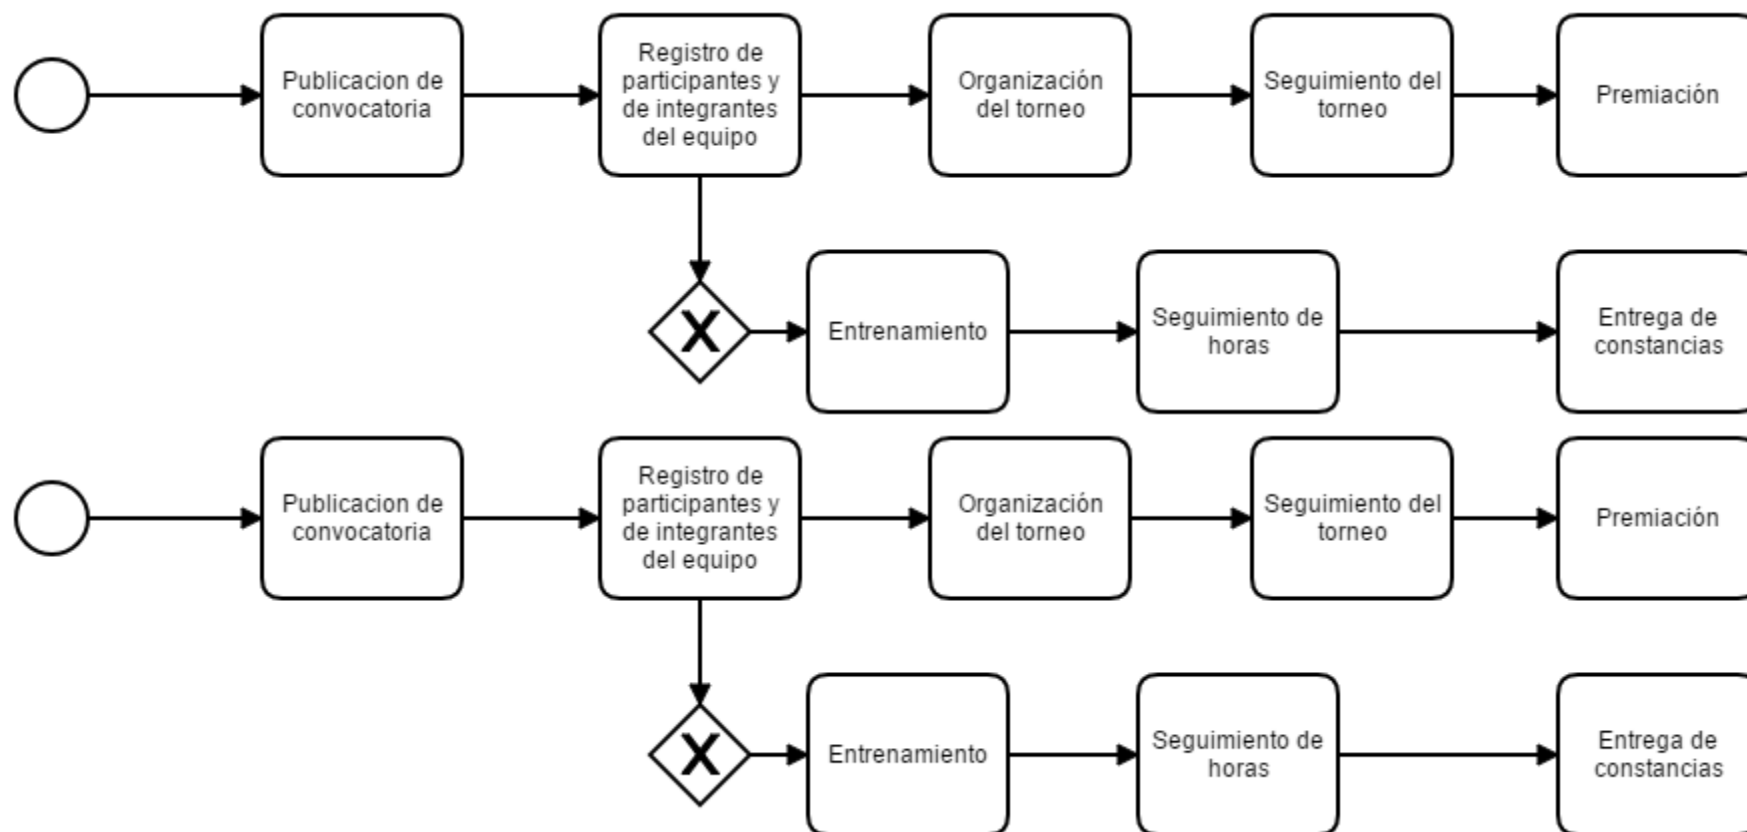 Publicacion de
convocatoria
Registro de
participantes y
de integrantes
del equipo
Organización
del torneo
Seguimiento del
torneo
Premiación
X
Entrenamiento
Seguimiento de
horas
Entrega de
constancias
Publicacion de
convocatoria
Registro de
participantes y
de integrantes
del equipo
Organización
del torneo
Seguimiento del
torneo
Premiación
X
Entrenamiento
Seguimiento de
horas
Entrega de
constancias